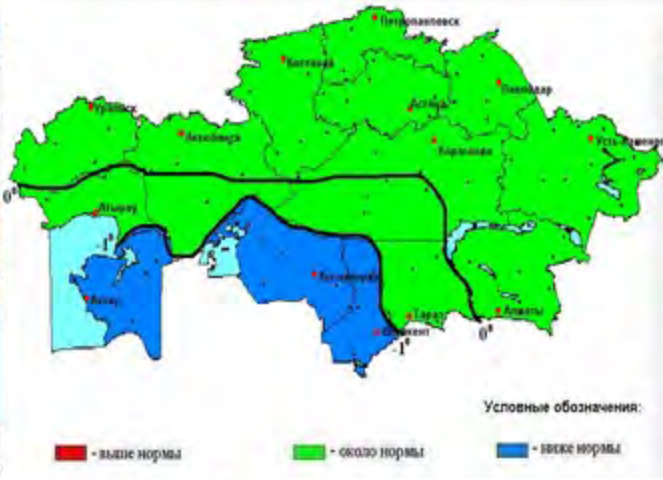 Петропавловск
Костанай
Павлодар
Уральск
Астана
Актюбинск
Караганда
Усть-Каменогорск
0°
Атырау
-1°
Кызылорда
Актау
Тараз
Алматы
Шымкент
0°
-1°
Условные обозначения:
- выше нормы
- около нормы
- ниже нормы